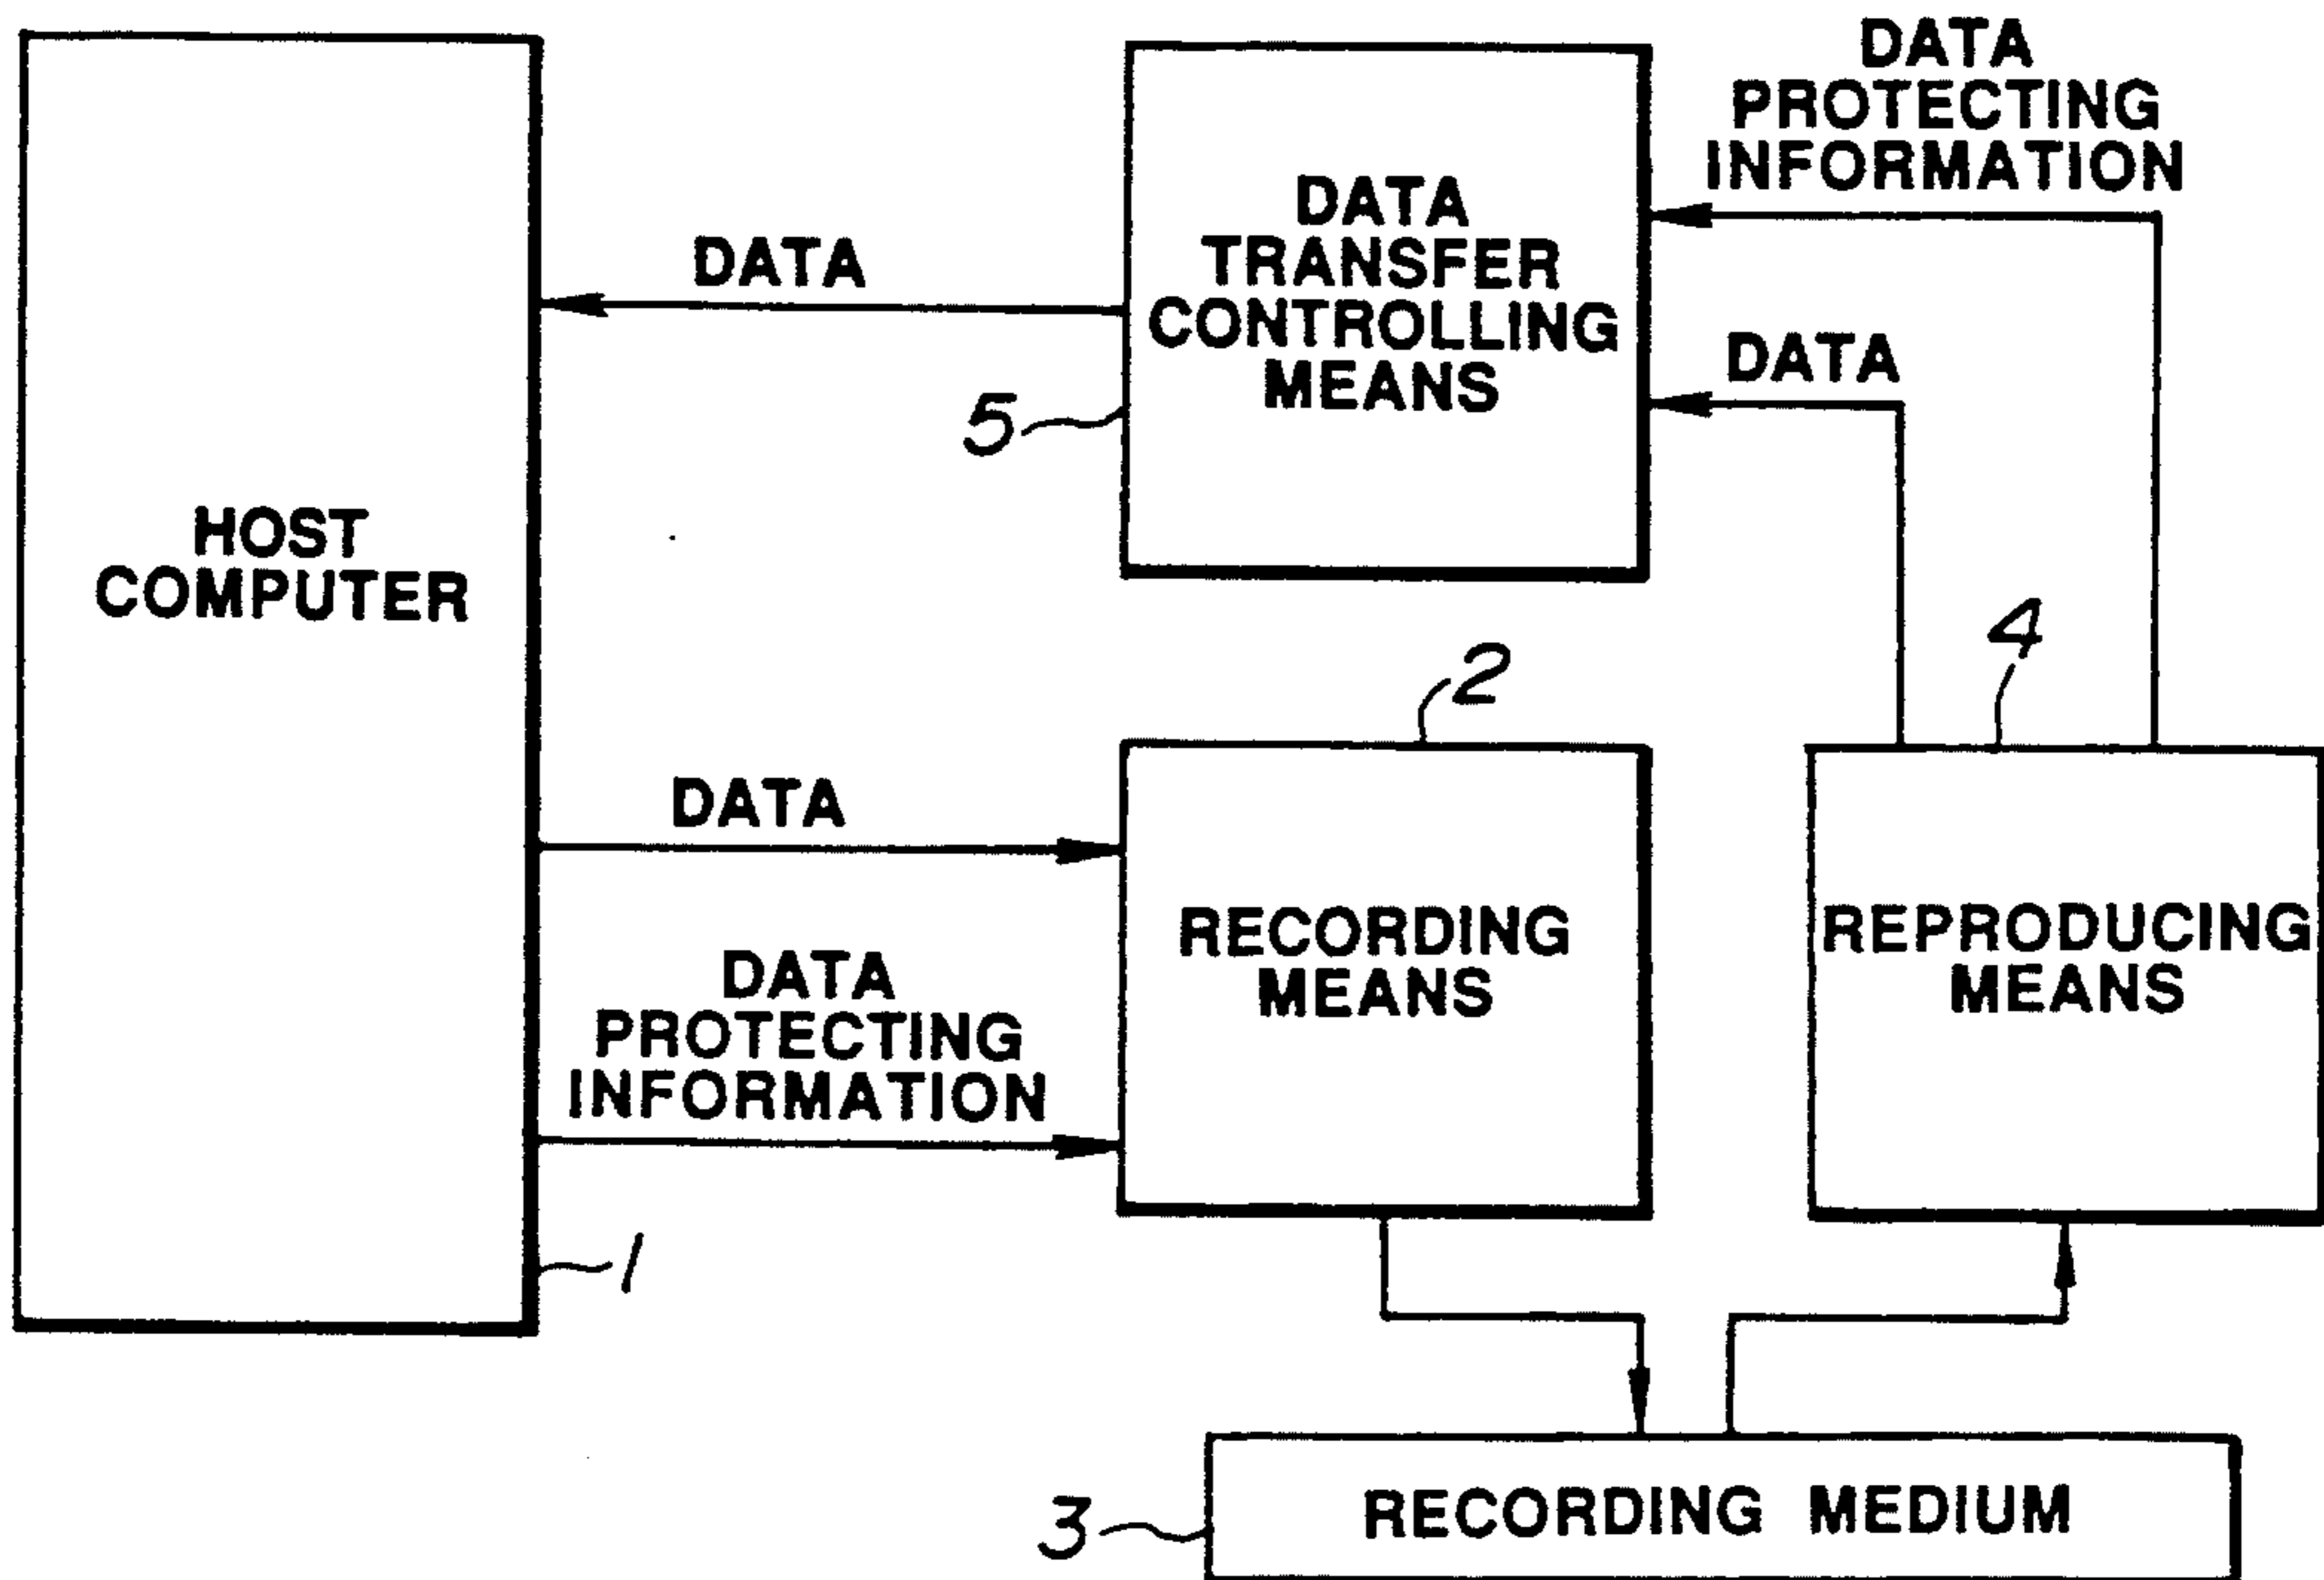 HOST
COMPUTER
1
DATA
DATA
TRANSFER
CONTROLLING
MEANS
5
DATA
PROTECTING
INFORMATION
DATA
DATA
DATA
PROTECTING
INFORMATION
2
RECORDING
MEANS
4
REPRODUCING
MEANS
3
RECORDING MEDIUM